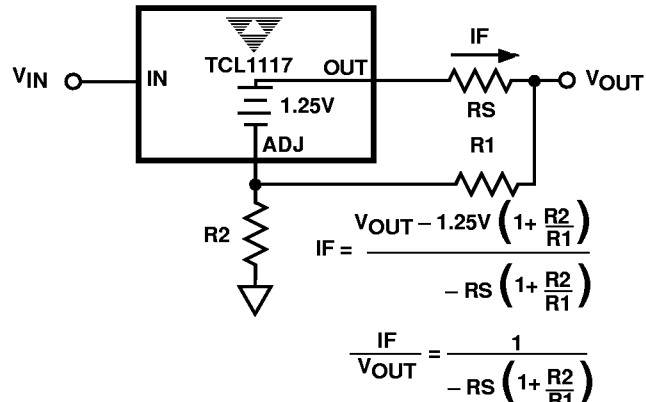 IF
TCL1117
OUT
VIN
IN
VOUT
1.25V
RS
ADJ
R1
R2
IF = VOUT – 1.25V (1+ R2/R1) / – RS (1+ R2/R1)
IF/VOUT = 1 / – RS (1+ R2/R1)